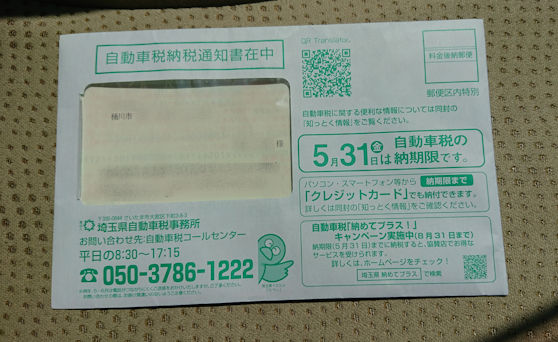 自動車税納税通知書在中
QR Translator.
料金後納郵便
郵便区内特別
桶川市
様
自動車税に関する便利な情報については同封の
「知っとく情報」をご覧ください。
5月31日㊎は 自動車税の
納期限です。
パソコン・スマートフォン等から 納期限まで
「クレジットカード」でも納付できます。
詳しくは同封の「知っとく情報」をご確認ください。
自動車税「納めてプラス!」
キャンペーン実施中(8月31日まで)
納期限(5月31日)までに納税すると、協賛店でお得な
サービスを受けられます。
詳しくは、ホームページをチェック!
埼玉県 納めてプラス で検索
埼玉県自動車税事務所
お問い合わせ先:自動車税コールセンター
平日の8:30~17:15
☎050-3786-1222